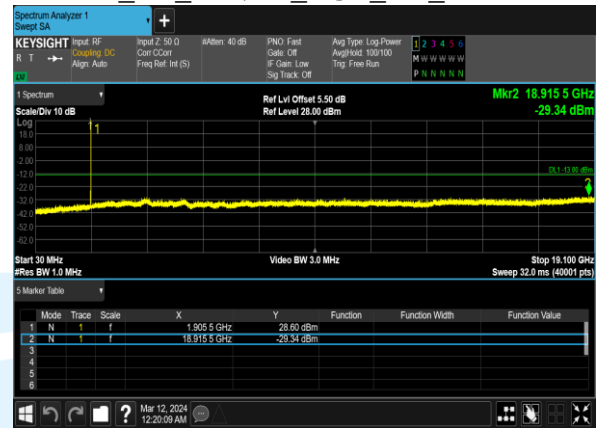 Spectrum Analyzer 1
Swept SA
KEYSIGHT Input: RF Input Z: 50 Ω #Atten: 40 dB PNO: Fast Avg Type: Log-Power 1 2 3 4 5 6
R T Coupling: DC Corr CCorr Gate: Off Avg|Hold: 100/100 M W W W W W
Align: Auto Freq Ref: Int (S) IF Gain: Low Trig: Free Run
LVI Sig Track: Off P N N N N N
1 Spectrum Ref Lvl Offset 5.50 dB Mkr2 18.915 5 GHz
Scale/Div 10 dB Ref Level 28.00 dBm -29.34 dBm
Log
18.0 1
8.00
-2.00
-12.0 DL1 -13.00 dBm
-22.0 2
-32.0
-42.0
-52.0
-62.0
Start 30 MHz Video BW 3.0 MHz Stop 19.100 GHz
#Res BW 1.0 MHz Sweep 32.0 ms (40001 pts)
5 Marker Table
Mode Trace Scale X Y Function Function Width Function Value
1 N 1 f 1.905 5 GHz 28.60 dBm
2 N 1 f 18.915 5 GHz -29.34 dBm
3
4
5
6
? Mar 12, 2024
12:20:09 AM